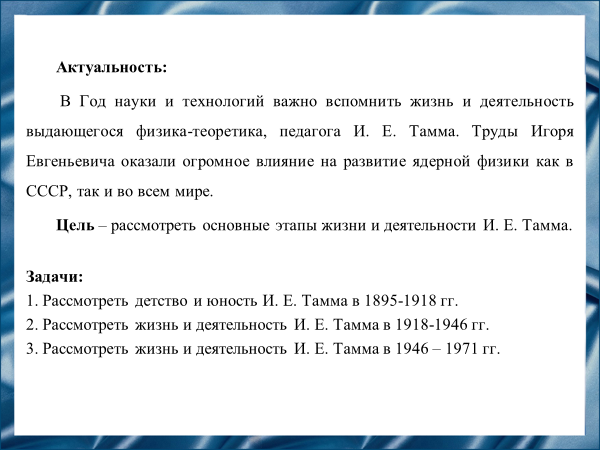 Актуальность:
В Год науки и технологий важно вспомнить жизнь и деятельность
выдающегося физика-теоретика, педагога И. Е. Тамма. Труды Игоря
Евгеньевича оказали огромное влияние на развитие ядерной физики как в
СССР, так и во всем мире.
Цель – рассмотреть основные этапы жизни и деятельности И. Е. Тамма.
Задачи:
1. Рассмотреть детство и юность И. Е. Тамма в 1895-1918 гг.
2. Рассмотреть жизнь и деятельность И. Е. Тамма в 1918-1946 гг.
3. Рассмотреть жизнь и деятельность И. Е. Тамма в 1946 – 1971 гг.